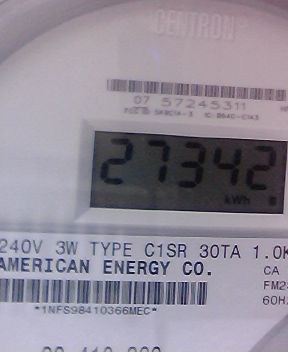 CENTRON®
07 57245311
27342
kWh
240V 3W TYPE C1SR 30TA 1.0K
AMERICAN ENERGY CO.
CA
FM2
60H
*1NFS98410366MEC*